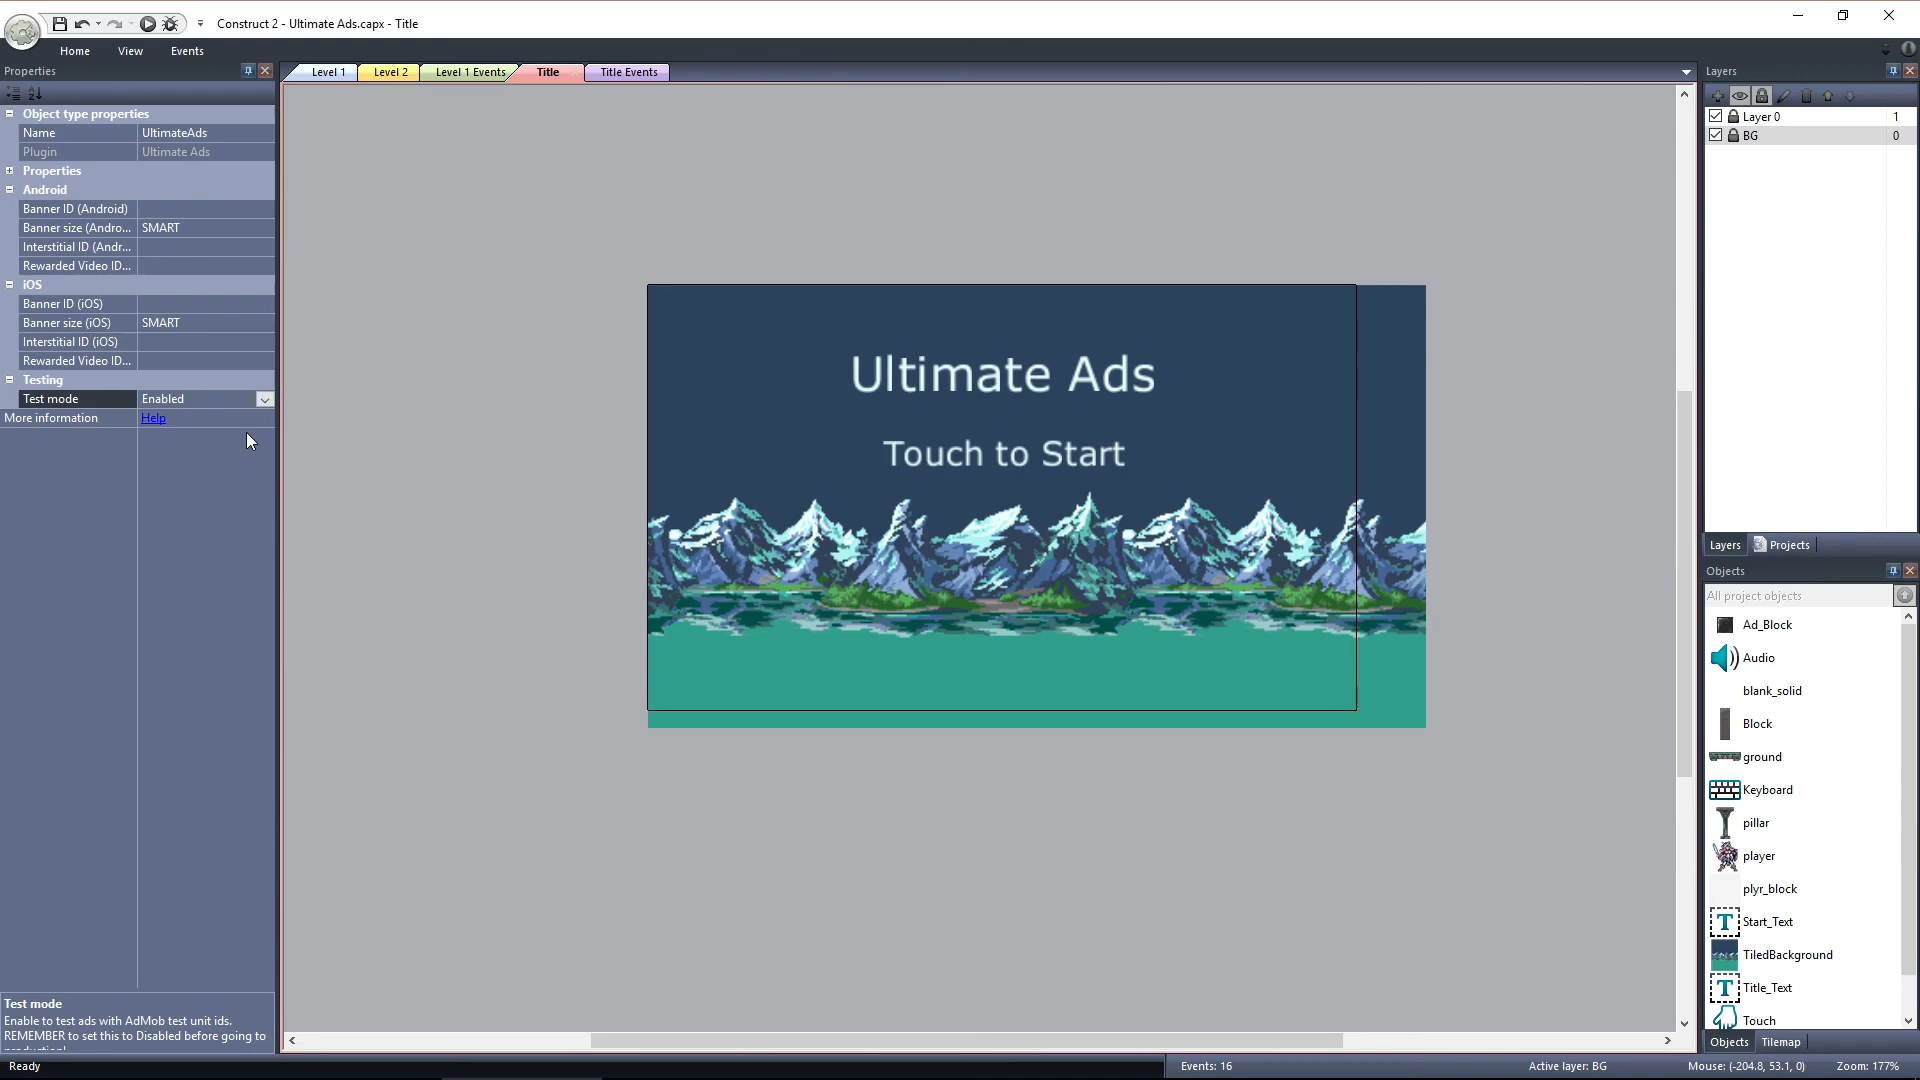 Construct 2 - Ultimate Ads.capx - Title
Home View Events
Properties
Object type properties
Name UltimateAds
Plugin Ultimate Ads
Properties
Android
Banner ID (Android)
Banner size (Andro... SMART
Interstitial ID (Andr...
Rewarded Video ID...
iOS
Banner ID (iOS)
Banner size (iOS) SMART
Interstitial ID (iOS)
Rewarded Video ID...
Testing
Test mode Enabled
More information Help
Test mode
Enable to test ads with AdMob test unit ids.
REMEMBER to set this to Disabled before going to
Ready
Level 1 Level 2 Level 1 Events Title Title Events
Ultimate Ads
Touch to Start
Layers
Layer 0 1
BG 0
Layers Projects
Objects
All project objects
Ad_Block
Audio
blank_solid
Block
ground
Keyboard
pillar
player
plyr_block
T Start_Text
TiledBackground
T Title_Text
Touch
Objects Tilemap
Events: 16 Active layer: BG Mouse: (-204.8, 53.1, 0) Zoom: 177%